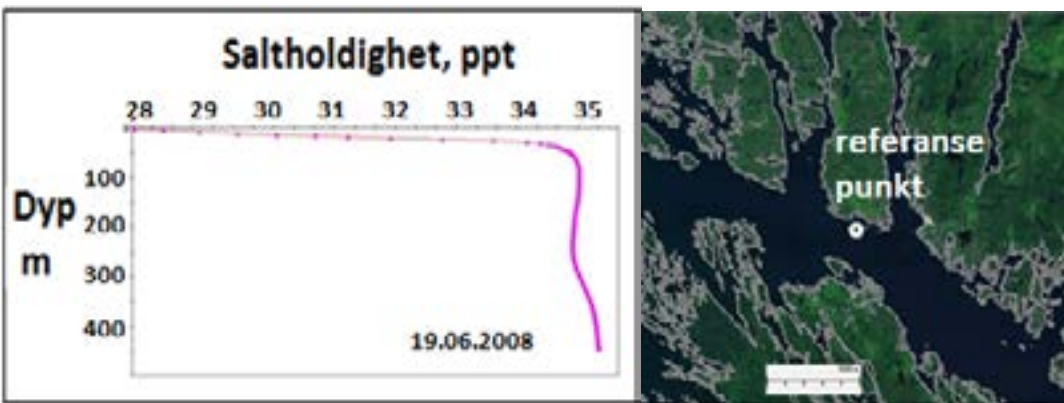 Saltholdighet, ppt
28 29 30 31 32 33 34 35
100
Dyp
200
m
300
400
19.06.2008
referanse
punkt